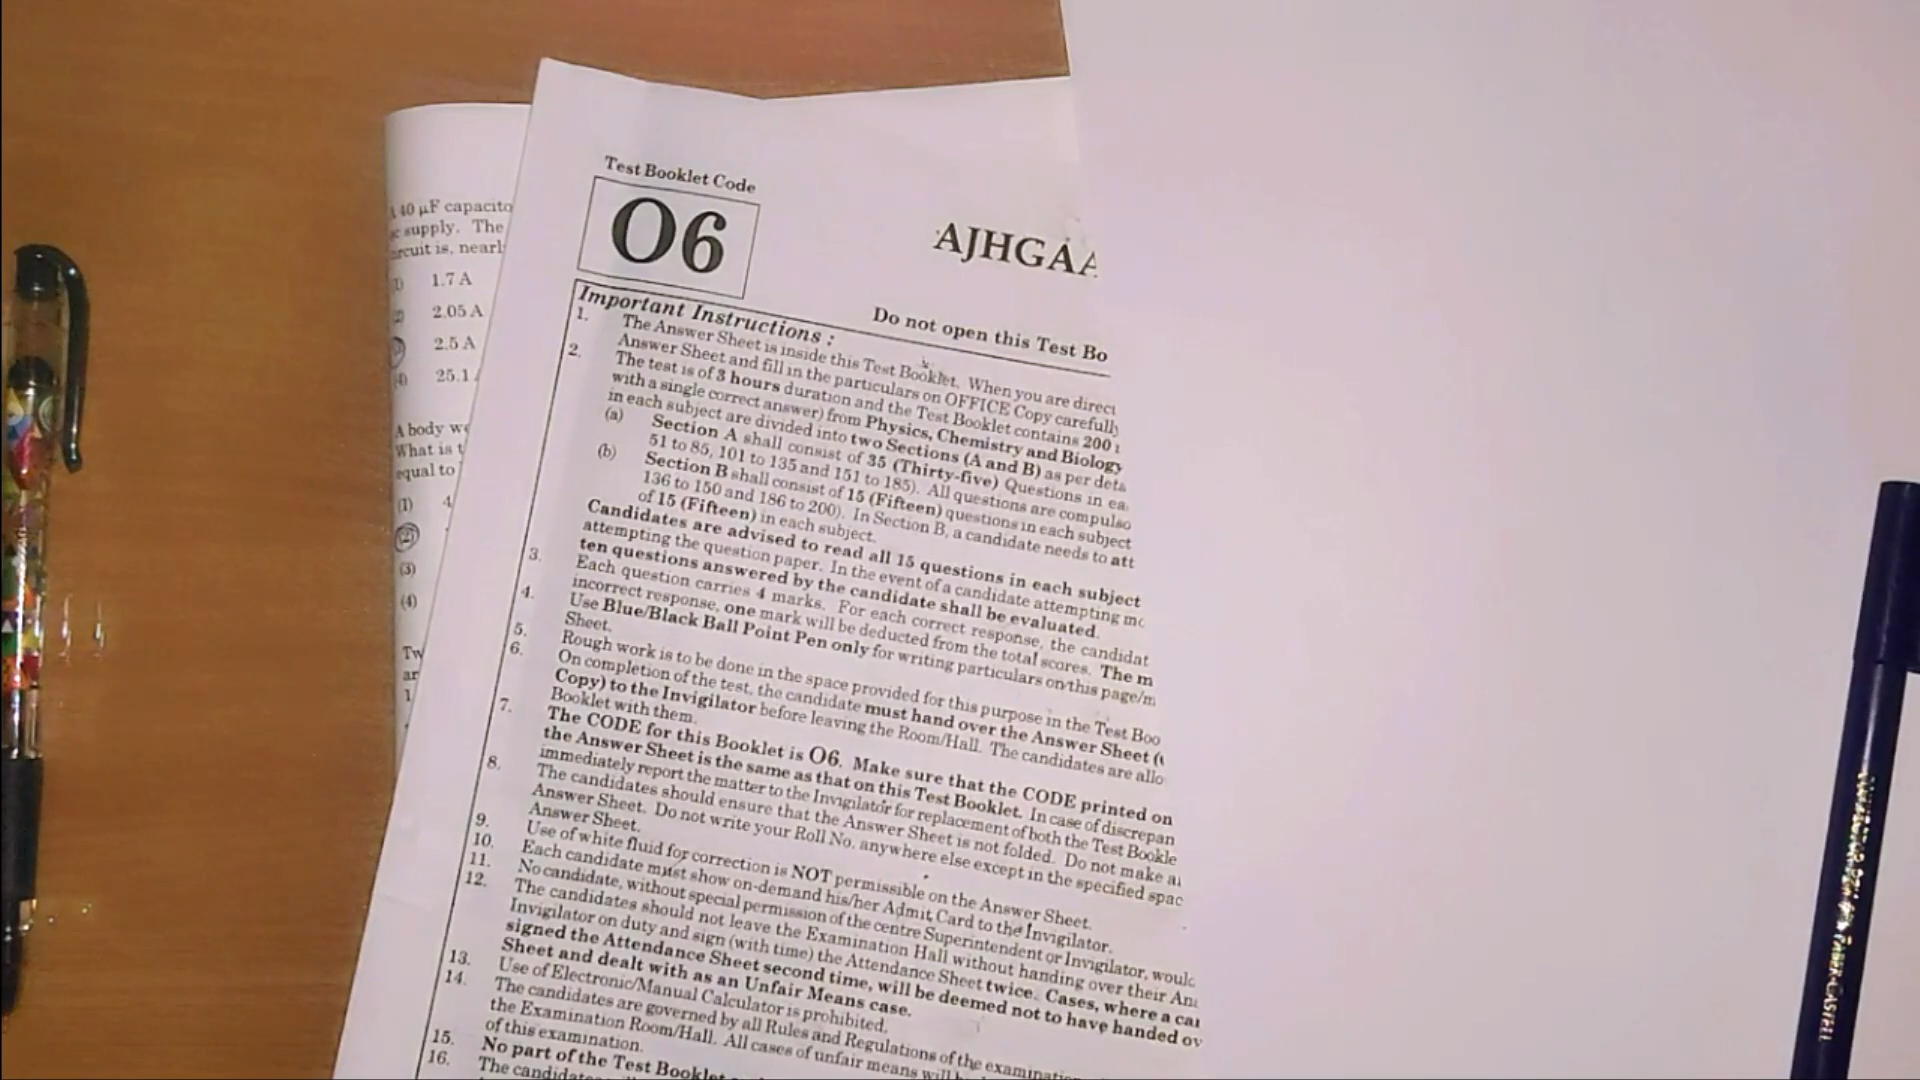 Test Booklet Code
O6
AJHGAA
Do not open this Test Bo
Important Instructions :
1. The Answer Sheet is inside this Test Booklet. When you are direct
Answer Sheet and fill in the particulars on OFFICE Copy carefully
2. The test is of 3 hours duration and the Test Booklet contains 200
with a single correct answer) from Physics, Chemistry and Biology
in each subject are divided into two Sections (A and B) as per deta
(a) Section A shall consist of 35 (Thirty-five) Questions in ea
51 to 85, 101 to 135 and 151 to 185). All questions are compulso
(b) Section B shall consist of 15 (Fifteen) questions in each subject
136 to 150 and 186 to 200). In Section B, a candidate needs to att
of 15 (Fifteen) in each subject.
Candidates are advised to read all 15 questions in each subject
attempting the question paper. In the event of a candidate attempting mo
ten questions answered by the candidate shall be evaluated.
3. Each question carries 4 marks. For each correct response, the candidat
incorrect response, one mark will be deducted from the total scores. The m
4. Use Blue/Black Ball Point Pen only for writing particulars on this page/m
Sheet.
5. Rough work is to be done in the space provided for this purpose in the Test Boo
6. On completion of the test, the candidate must hand over the Answer Sheet (
Copy) to the Invigilator before leaving the Room/Hall. The candidates are allo
Booklet with them.
7. The CODE for this Booklet is O6. Make sure that the CODE printed on
the Answer Sheet is the same as that on this Test Booklet. In case of discrepan
immediately report the matter to the Invigilator for replacement of both the Test Bookle
8. The candidates should ensure that the Answer Sheet is not folded. Do not make a
Answer Sheet. Do not write your Roll No. anywhere else except in the specified spac
Answer Sheet.
9. Use of white fluid for correction is NOT permissible on the Answer Sheet.
10. Each candidate must show on-demand his/her Admit Card to the Invigilator.
11. No candidate, without special permission of the centre Superintendent or Invigilator, would
12. The candidates should not leave the Examination Hall without handing over their An
Invigilator on duty and sign (with time) the Attendance Sheet twice. Cases, where a ca
signed the Attendance Sheet second time, will be deemed not to have handed ov
Sheet and dealt with as an Unfair Means case.
13. Use of Electronic/Manual Calculator is prohibited.
14. The candidates are governed by all Rules and Regulations of the examination
the Examination Room/Hall. All cases of unfair means will
of this examination.
15. No part of the Test Booklet
16. The candidates
40 µF capacito
supply. The
rcuit is, nearl
1.7 A
2.05 A
2.5 A
25.1
A body we
What is t
equal to
(1) 4
(2)
(3)
(4)
Tw
ar
1
FABER-CASTELL